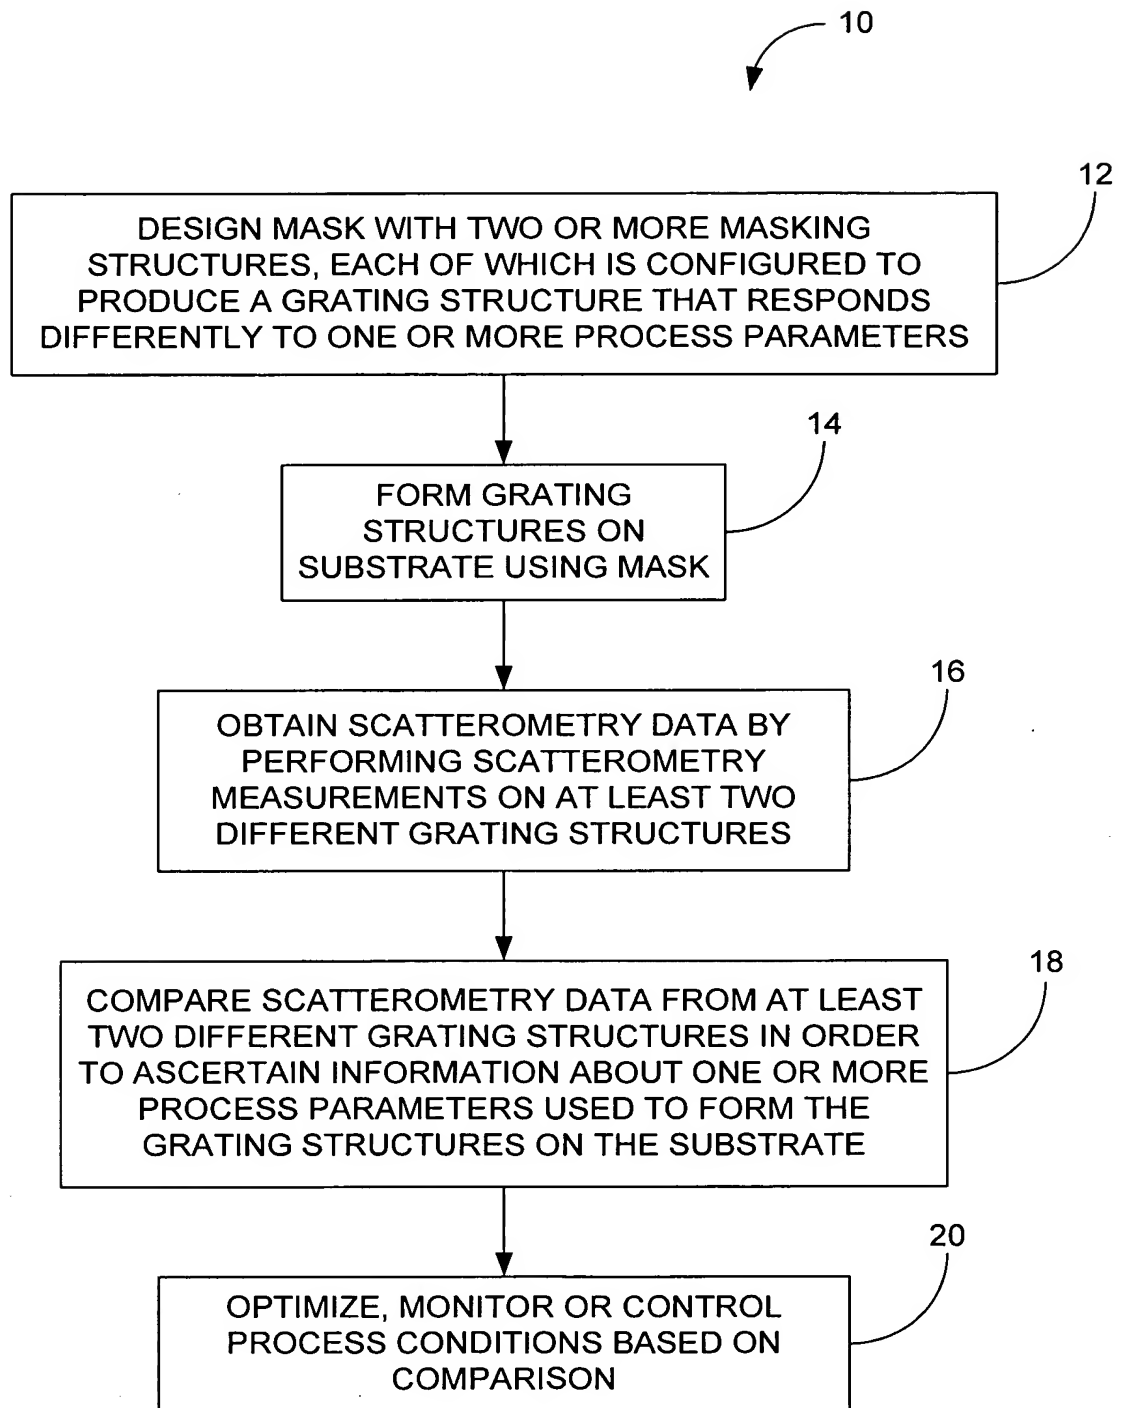 10
12
DESIGN MASK WITH TWO OR MORE MASKING
STRUCTURES, EACH OF WHICH IS CONFIGURED TO
PRODUCE A GRATING STRUCTURE THAT RESPONDS
DIFFERENTLY TO ONE OR MORE PROCESS PARAMETERS
14
FORM GRATING
STRUCTURES ON
SUBSTRATE USING MASK
16
OBTAIN SCATTEROMETRY DATA BY
PERFORMING SCATTEROMETRY
MEASUREMENTS ON AT LEAST TWO
DIFFERENT GRATING STRUCTURES
18
COMPARE SCATTEROMETRY DATA FROM AT LEAST
TWO DIFFERENT GRATING STRUCTURES IN ORDER
TO ASCERTAIN INFORMATION ABOUT ONE OR MORE
PROCESS PARAMETERS USED TO FORM THE
GRATING STRUCTURES ON THE SUBSTRATE
20
OPTIMIZE, MONITOR OR CONTROL
PROCESS CONDITIONS BASED ON
COMPARISON